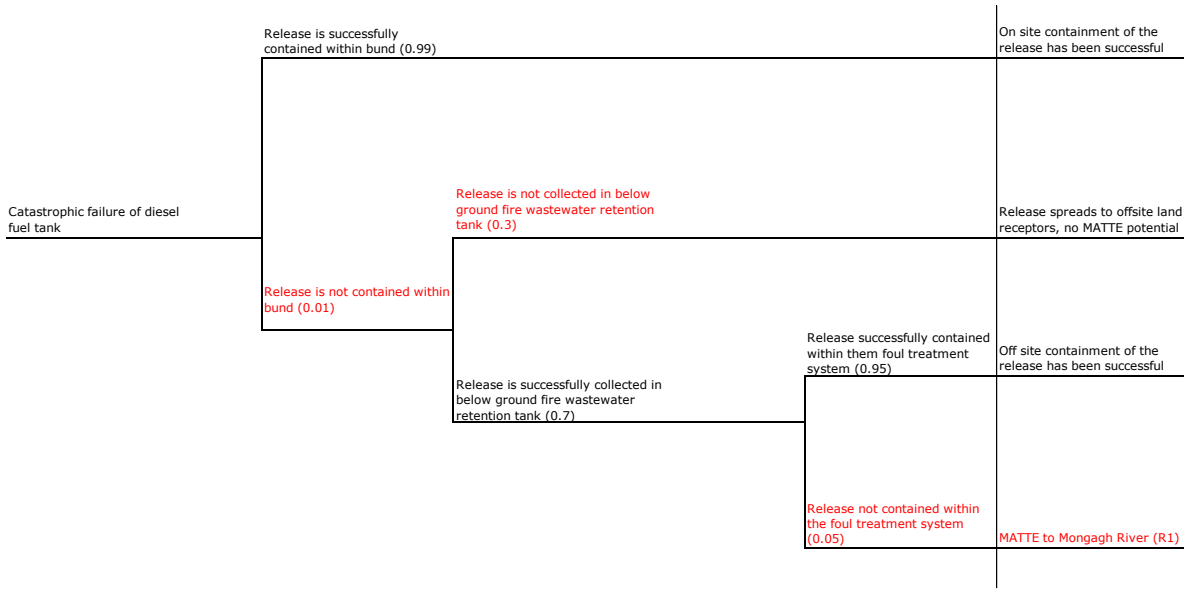 Release is successfully
contained within bund (0.99)
On site containment of the
release has been successful
Catastrophic failure of diesel
fuel tank
Release is not collected in below
ground fire wastewater retention
tank (0.3)
Release spreads to offsite land
receptors, no MATTE potential
Release is not contained within
bund (0.01)
Release successfully contained
within them foul treatment
system (0.95)
Off site containment of the
release has been successful
Release is successfully collected in
below ground fire wastewater
retention tank (0.7)
Release not contained within
the foul treatment system
(0.05)
MATTE to Mongagh River (R1)